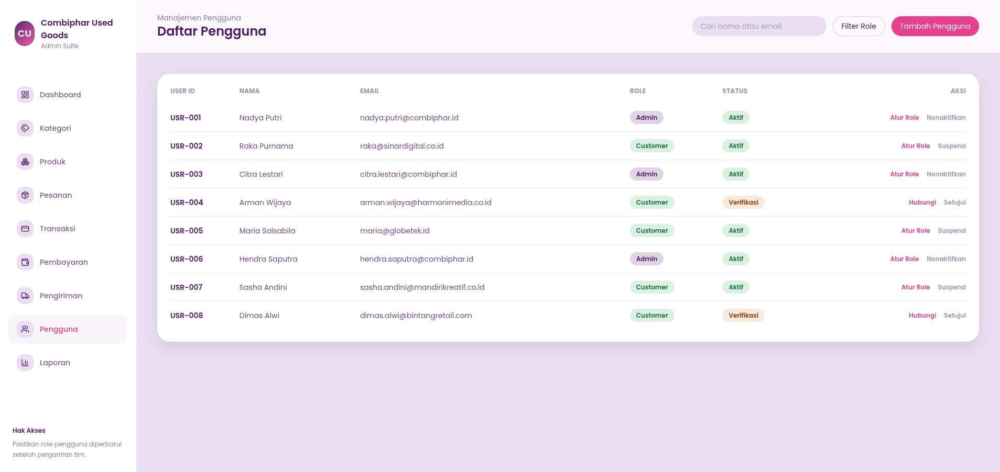 CU
Combiphar Used
Goods
Admin Suite
Dashboard
Kategori
Produk
Pesanan
Transaksi
Pembayaran
Pengiriman
Pengguna
Laporan
Hak Akses
Pastikan role pengguna diperbarui
setelah pergantian tim.
Manajemen Pengguna
Daftar Pengguna
Cari nama atau email
Filter Role
Tambah Pengguna
USER ID NAMA EMAIL ROLE STATUS AKSI
USR-001 Nadya Putri nadya.putri@combiphar.id Admin Aktif Atur Role Nonaktifkan
USR-002 Raka Purnama raka@sinardigital.co.id Customer Aktif Atur Role Suspend
USR-003 Citra Lestari citra.lestari@combiphar.id Admin Aktif Atur Role Nonaktifkan
USR-004 Arman Wijaya arman.wijaya@harmonimedia.co.id Customer Verifikasi Hubungi Setujui
USR-005 Maria Salsabila maria@globetek.id Customer Aktif Atur Role Suspend
USR-006 Hendra Saputra hendra.saputra@combiphar.id Admin Aktif Atur Role Nonaktifkan
USR-007 Sasha Andini sasha.andini@mandirikreatif.co.id Customer Aktif Atur Role Suspend
USR-008 Dimas Alwi dimas.alwi@bintangretail.com Customer Verifikasi Hubungi Setujui